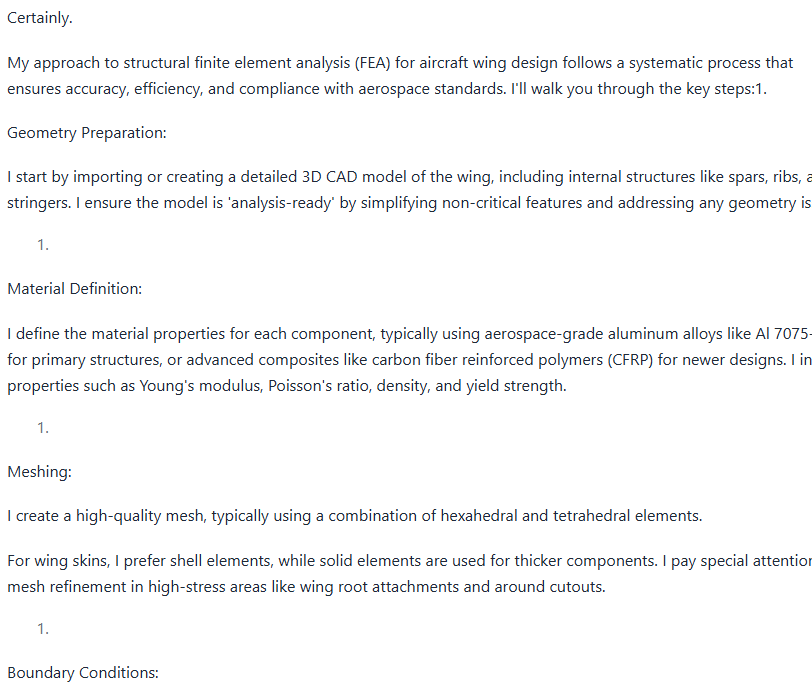 Certainly.
My approach to structural finite element analysis (FEA) for aircraft wing design follows a systematic process that
ensures accuracy, efficiency, and compliance with aerospace standards. I'll walk you through the key steps:1.
Geometry Preparation:
I start by importing or creating a detailed 3D CAD model of the wing, including internal structures like spars, ribs,
stringers. I ensure the model is 'analysis-ready' by simplifying non-critical features and addressing any geometry
1.
Material Definition:
I define the material properties for each component, typically using aerospace-grade aluminum alloys like Al 7075-
for primary structures, or advanced composites like carbon fiber reinforced polymers (CFRP) for newer designs. I
properties such as Young's modulus, Poisson's ratio, density, and yield strength.
1.
Meshing:
I create a high-quality mesh, typically using a combination of hexahedral and tetrahedral elements.
For wing skins, I prefer shell elements, while solid elements are used for thicker components. I pay special attention
mesh refinement in high-stress areas like wing root attachments and around cutouts.
1.
Boundary Conditions: